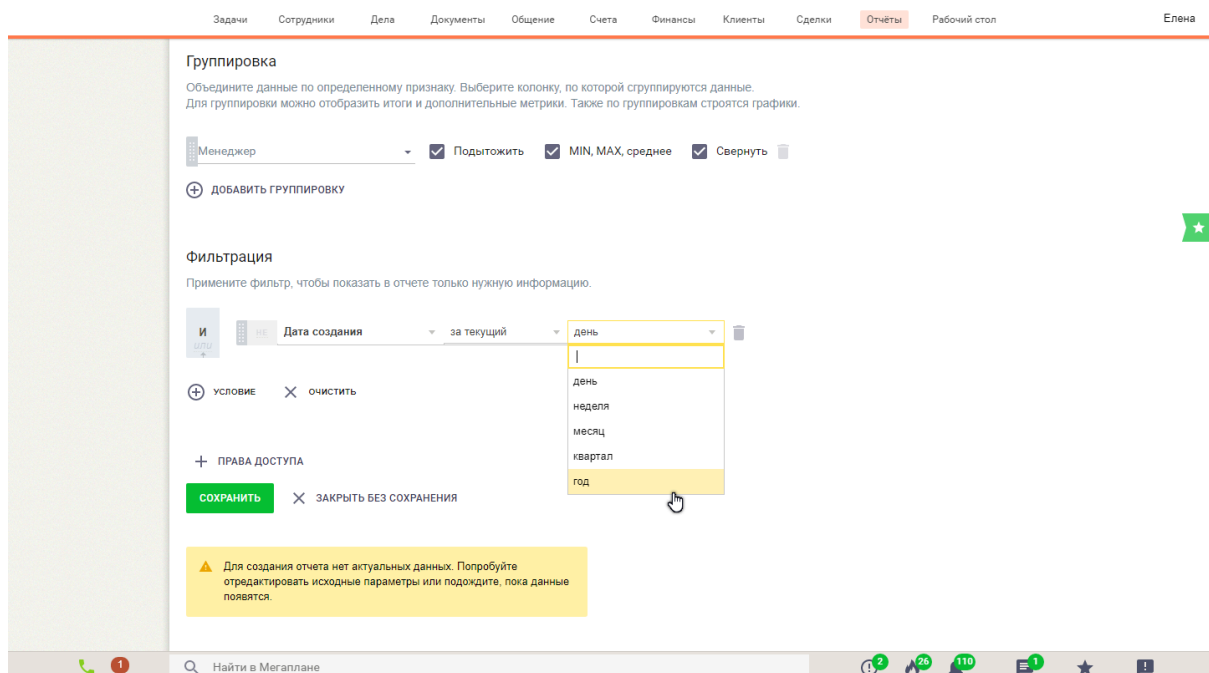 Задачи Сотрудники Дела Документы Общение Счета Финансы Клиенты Сделки Отчёты Рабочий стол Елена
Группировка
Объедините данные по определенному признаку. Выберите колонку, по которой сгруппируются данные.
Для группировки можно отобразить итоги и дополнительные метрики. Также по группировкам строятся графики.
Менеджер Подытожить MIN, MAX, среднее Свернуть
ДОБАВИТЬ ГРУППИРОВКУ
Фильтрация
Примените фильтр, чтобы показать в отчете только нужную информацию.
И НЕ Дата создания за текущий день
или
день
УСЛОВИЕ ОЧИСТИТЬ
неделя
месяц
квартал
ПРАВА ДОСТУПА
год
СОХРАНИТЬ ЗАКРЫТЬ БЕЗ СОХРАНЕНИЯ
Для создания отчета нет актуальных данных. Попробуйте
отредактировать исходные параметры или подождите, пока данные
появятся.
1 Найти в Мегаплане 2 26 110 1